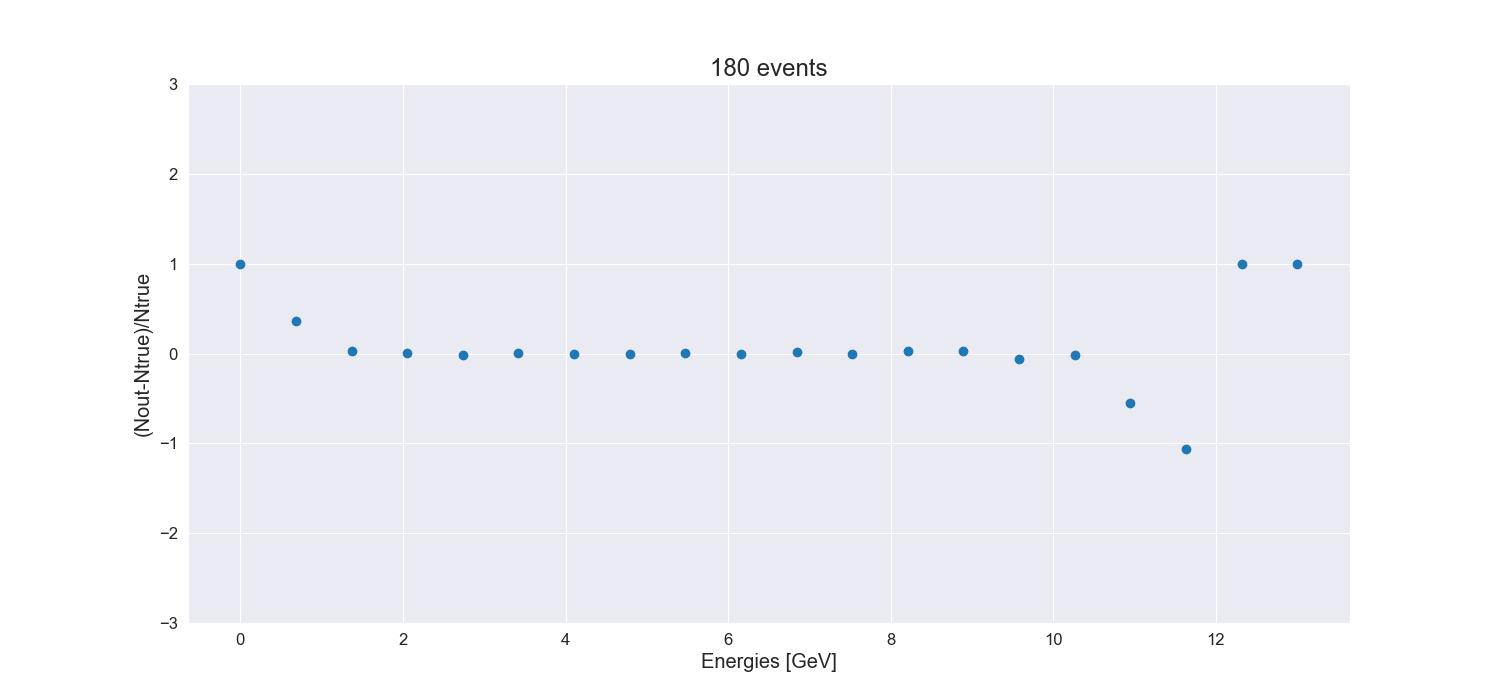 180 events
3
2
1
0
−1
−2
−3
(Nout-Ntrue)/Ntrue
0 2 4 6 8 10 12
Energies [GeV]